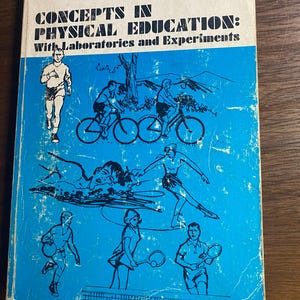 CONCEPTS IN
PHYSICAL EDUCATION:
With Laboratories and Experiments